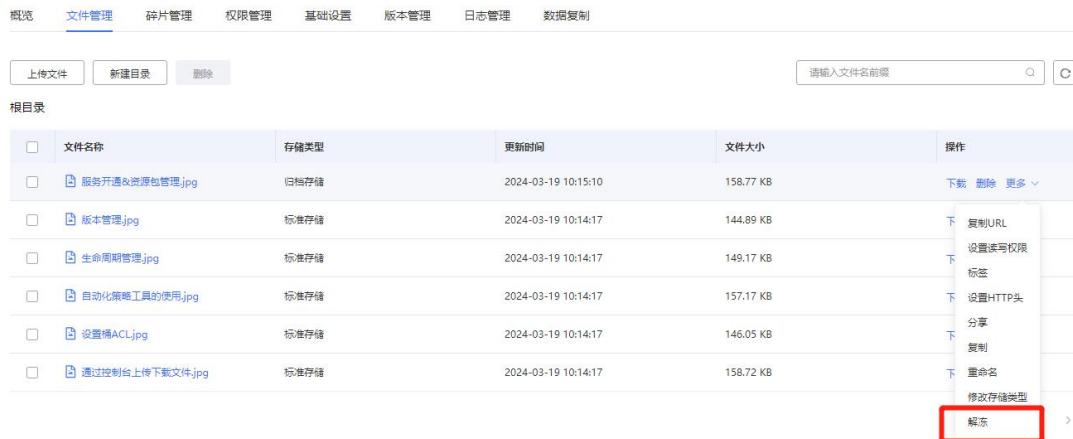 概览 文件管理 碎片管理 权限管理 基础设置 版本管理 日志管理 数据复制
上传文件 新建目录 删除 请输入文件名前缀
根目录
文件名称 存储类型 更新时间 文件大小 操作
服务开通&资源包管理.jpg 归档存储 2024-03-19 10:15:10 158.77 KB 下载 删除 更多
版本管理.jpg 标准存储 2024-03-19 10:14:17 144.89 KB 下
复制URL
设置读写权限
生命周期管理.jpg 标准存储 2024-03-19 10:14:17 149.17 KB 下
标签
自动化策略工具的使用.jpg 标准存储 2024-03-19 10:14:17 157.17 KB 下
设置HTTP头
分享
设置桶ACL.jpg 标准存储 2024-03-19 10:14:17 146.05 KB 下
复制
通过控制台上传下载文件.jpg 标准存储 2024-03-19 10:14:17 158.72 KB 下
重命名
修改存储类型
解冻